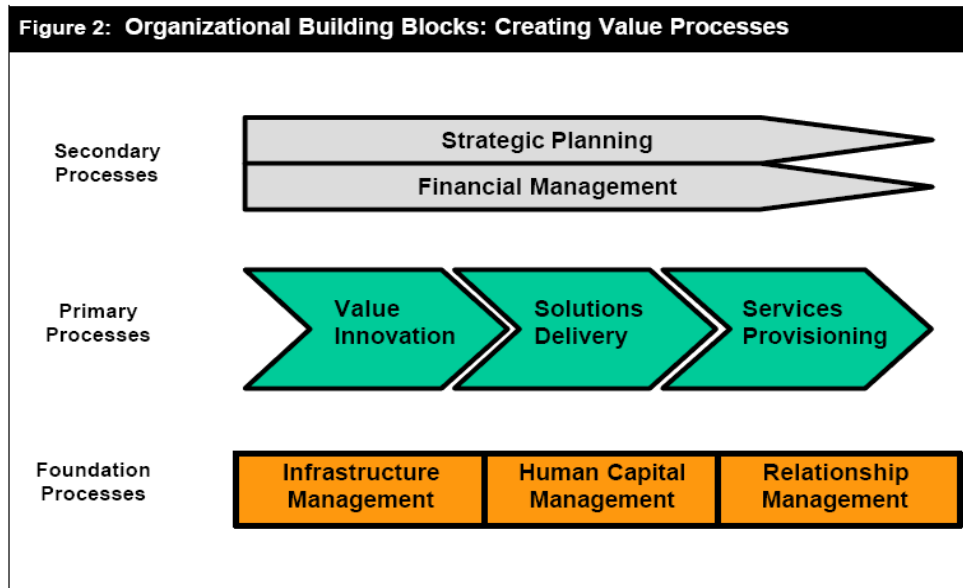 Figure 2: Organizational Building Blocks: Creating Value Processes
Secondary
Processes
Strategic Planning
Financial Management
Primary
Processes
Value
Innovation
Solutions
Delivery
Services
Provisioning
Foundation
Processes
Infrastructure
Management
Human Capital
Management
Relationship
Management